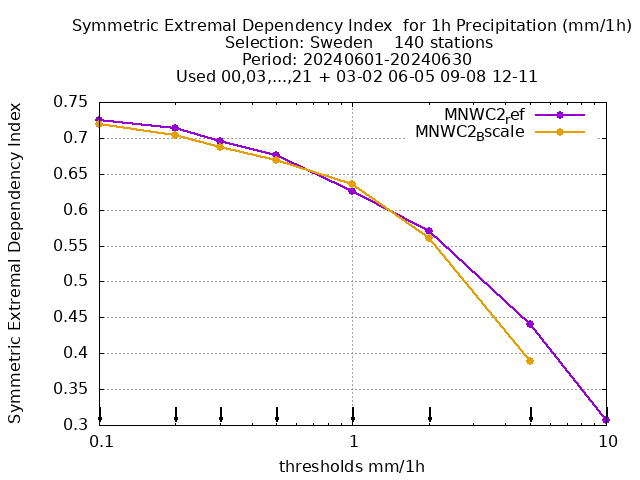 Symmetric Extremal Dependency Index for 1h Precipitation (mm/1h)
Selection: Sweden 140 stations
Period: 20240601-20240630
Used 00,03,...,21 + 03-02 06-05 09-08 12-11
MNWC2ref
MNWC2Bscale
Symmetric Extremal Dependency Index
0.75
0.7
0.65
0.6
0.55
0.5
0.45
0.4
0.35
0.3
0.1 1 10
thresholds mm/1h